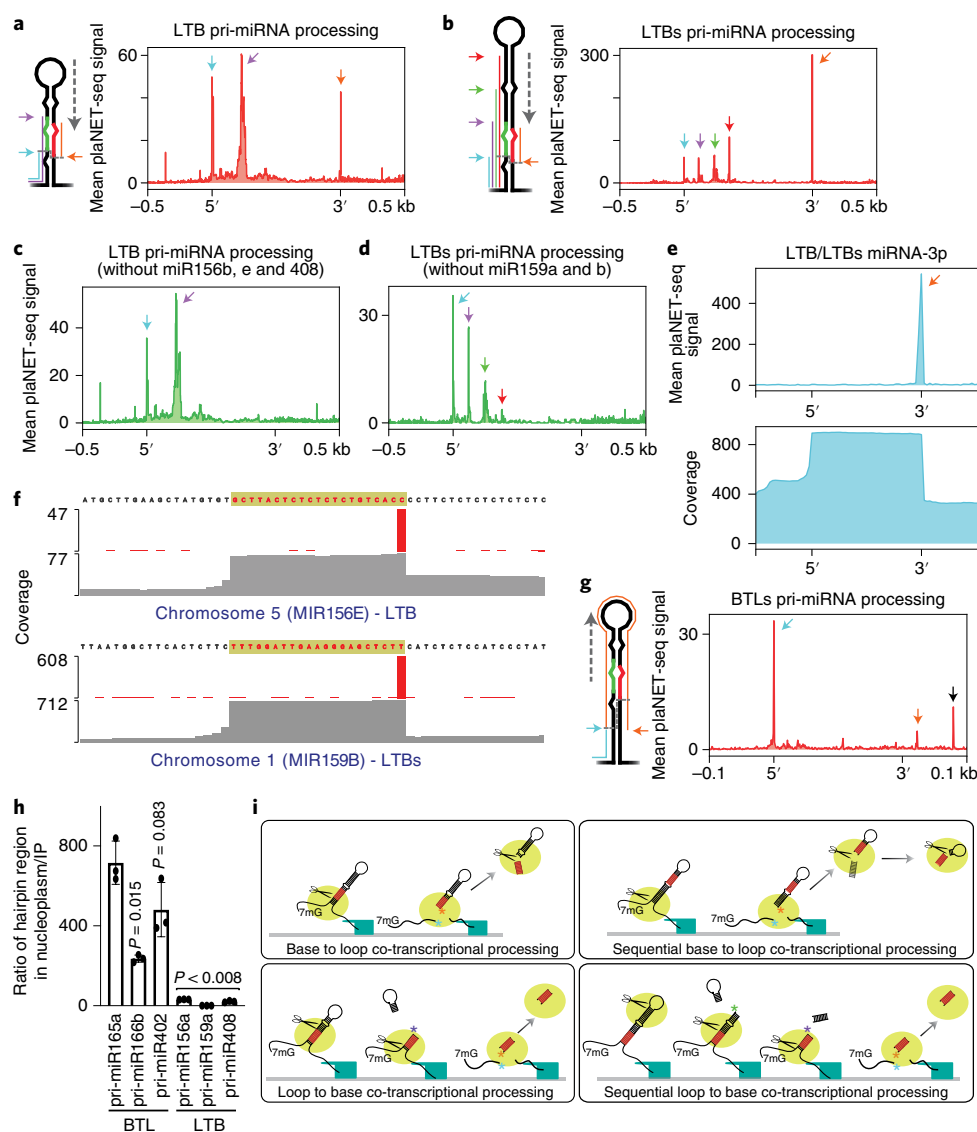 a
LTB pri-miRNA processing
Mean plaNET-seq signal
60
0
–0.5
5′
3′
0.5 kb
b
LTBs pri-miRNA processing
Mean plaNET-seq signal
300
0
–0.5
5′
3′
0.5 kb
c
LTB pri-miRNA processing
(without miR156b, e and 408)
Mean plaNET-seq signal
40
20
0
–0.5
5′
3′
0.5 kb
d
LTBs pri-miRNA processing
(without miR159a and b)
30
0
–0.5
5′
3′
0.5 kb
e
LTB/LTBs miRNA-3p
Mean plaNET-seq
signal
400
200
0
5′
3′
Coverage
800
400
0
5′
3′
f
ATGCTTGAAGCTATGTGTGCTTACTCTCTCTCTGTCACCCCTTCTCTCTCTCTCTC
47
77
Coverage
Chromosome 5 (MIR156E) - LTB
TTAATGGCTTCACTGTTCTTTGGATTGAAGGGAGCTCTTCATCTCTCCATCCCTAT
608
712
Chromosome 1 (MIR159B) - LTBs
g
BTLs pri-miRNA processing
Mean plaNET-seq signal
30
0
–0.1
5′
3′
0.1 kb
h
Ratio of hairpin region
in nucleoplasm/IP
800
400
0
P = 0.015
P = 0.083
P < 0.008
pri-miR165a
pri-miR166b
pri-miR402
pri-miR156a
pri-miR159a
pri-miR408
BTL
LTB
i
7mG
7mG
Base to loop co-transcriptional processing
7mG
7mG
Sequential base to loop co-transcriptional processing
7mG
7mG
Loop to base co-transcriptional processing
7mG
7mG
Sequential loop to base co-transcriptional processing